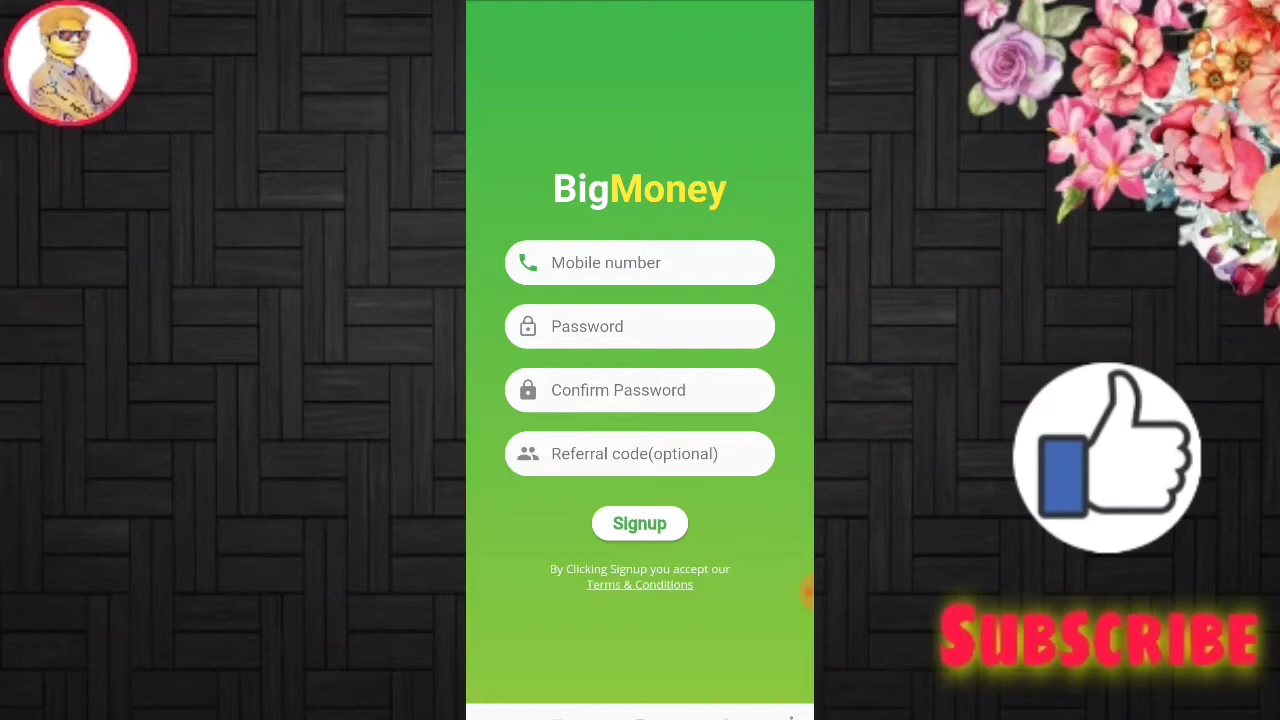 BigMoney
Mobile number
Password
Confirm Password
Referral code(optional)
Signup
By Clicking Signup you accept our
Terms & Conditions
SUBSCRIBE